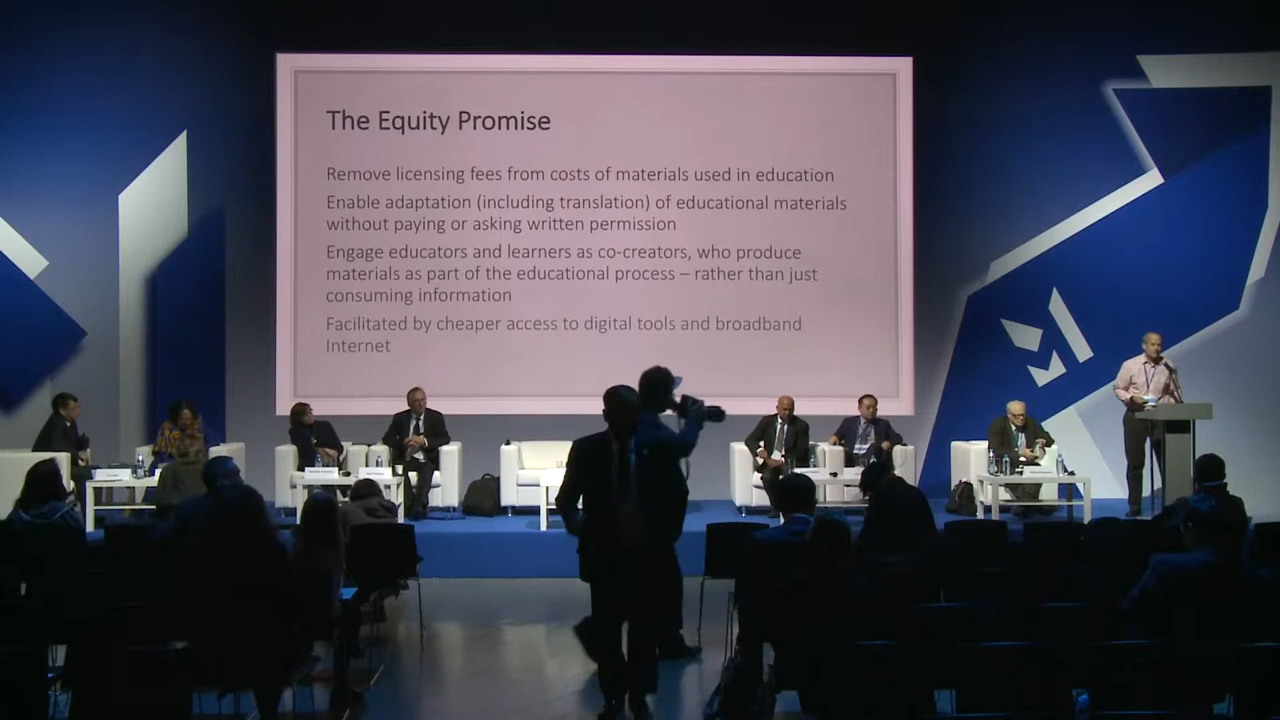 The Equity Promise
Remove licensing fees from costs of materials used in education
Enable adaptation (including translation) of educational materials
without paying or asking written permission
Engage educators and learners as co-creators, who produce
materials as part of the educational process – rather than just
consuming information
Facilitated by cheaper access to digital tools and broadband
Internet